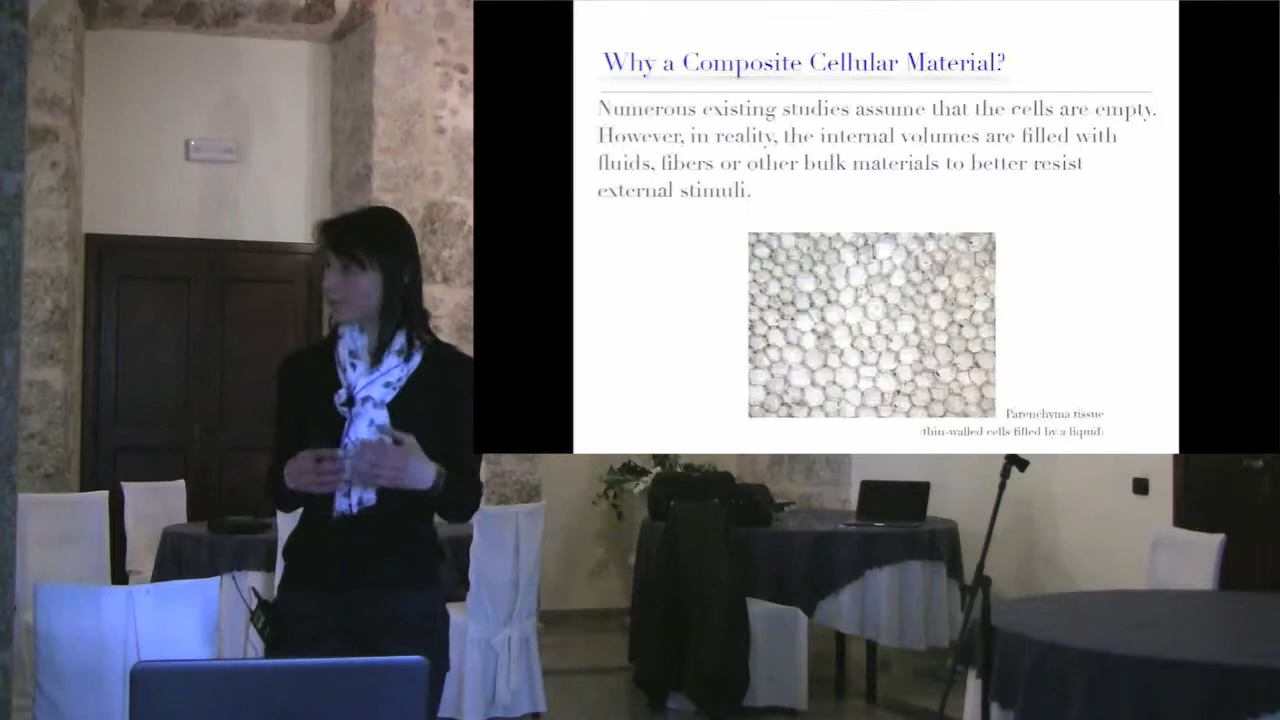 Why a Composite Cellular Material?
Numerous existing studies assume that the cells are empty.
However, in reality, the internal volumes are filled with
fluids, fibers or other bulk materials to better resist
external stimuli.
Parenchyma tissue
(thin-walled cells filled by a liquid)